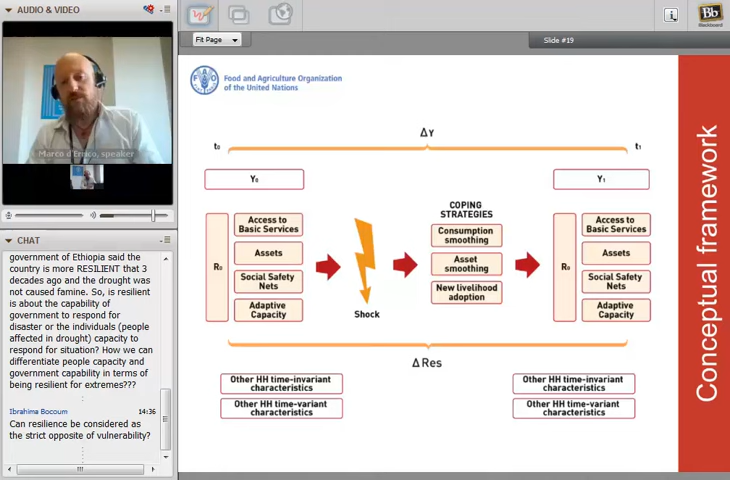 AUDIO & VIDEO
Marco d'Errico, speaker
CHAT
government of Ethiopia said the
country is more RESILIENT that 3
decades ago and the drought was
not caused famine. So, is resilient
is about the capability of
government to respond for
disaster or the individuals (people
affected in drought) capacity to
respond for situation? How we can
differentiate people capacity and
government capability in terms of
being resilient for extremes???
Ibrahima Bocoum 14:36
Can resilience be considered as
the strict opposite of vulnerability?
Fit Page
Slide #19
Bb
Blackboard
Food and Agriculture Organization
of the United Nations
ΔY
t0
t1
Y0
Y1
R0
Access to
Basic Services
Assets
Social Safety
Nets
Adaptive
Capacity
Shock
COPING
STRATEGIES
Consumption
smoothing
Asset
smoothing
New livelihood
adoption
R0
Access to
Basic Services
Assets
Social Safety
Nets
Adaptive
Capacity
Δ Res
Other HH time-invariant
characteristics
Other HH time-variant
characteristics
Other HH time-invariant
characteristics
Other HH time-variant
characteristics
Conceptual framework